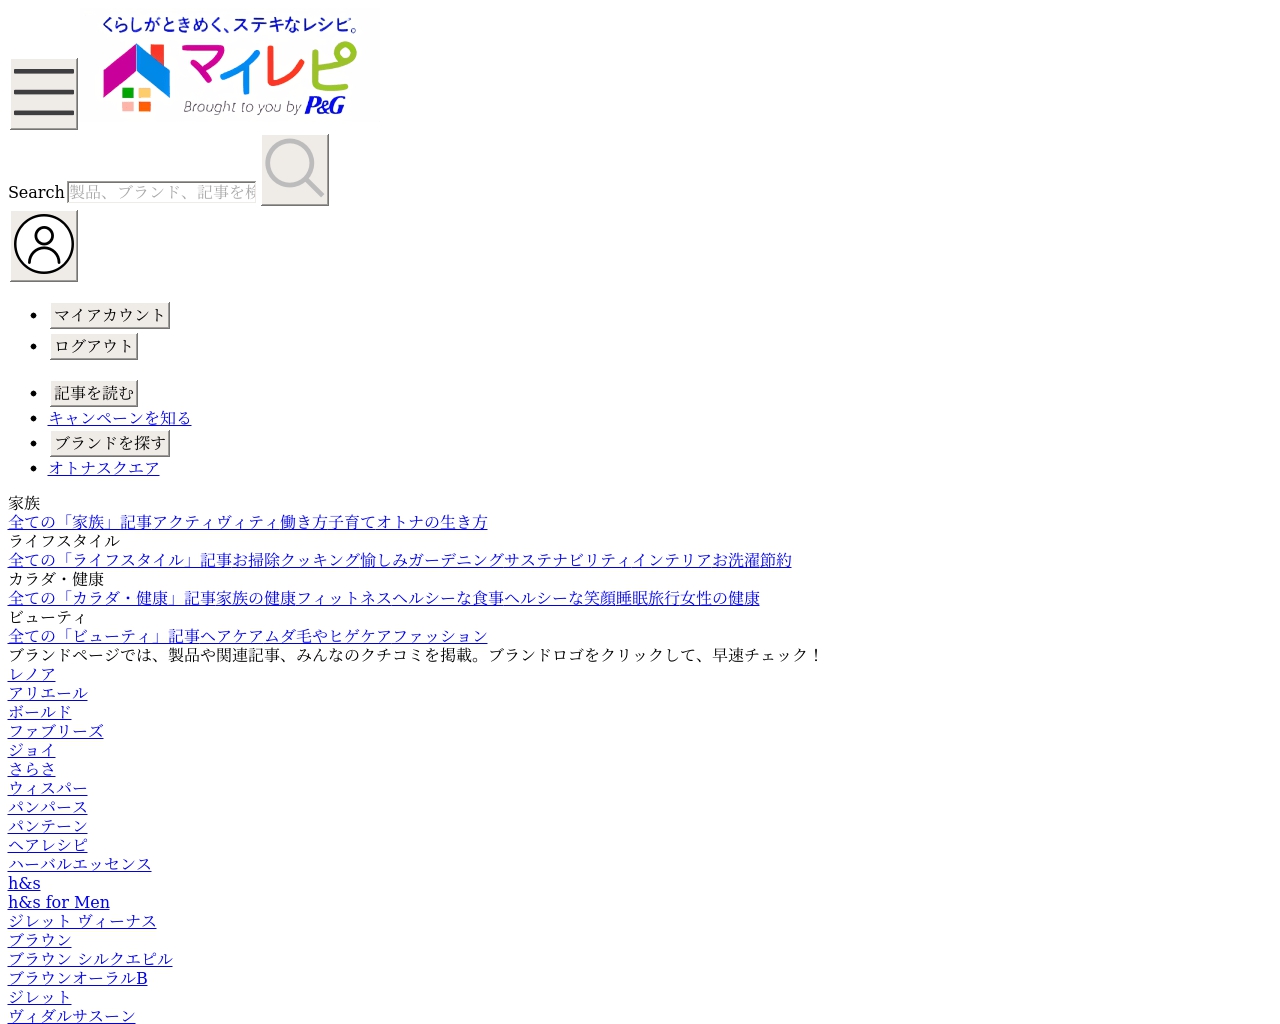 くらしがときめく、ステキなレシピ。
マイレピ
Brought to you by P&G
Search 製品、ブランド、記事を検
マイアカウント
ログアウト
記事を読む
キャンペーンを知る
ブランドを探す
オトナスクエア
家族
全ての「家族」記事アクティヴィティ働き方子育てオトナの生き方
ライフスタイル
全ての「ライフスタイル」記事お掃除クッキング愉しみガーデニングサステナビリティインテリアお洗濯節約
カラダ・健康
全ての「カラダ・健康」記事家族の健康フィットネスヘルシーな食事ヘルシーな笑顔睡眠旅行女性の健康
ビューティ
全ての「ビューティ」記事ヘアケアムダ毛やヒゲケアファッション
ブランドページでは、製品や関連記事、みんなのクチコミを掲載。ブランドロゴをクリックして、早速チェック！
レノア
アリエール
ボールド
ファブリーズ
ジョイ
さらさ
ウィスパー
パンパース
パンテーン
ヘアレシピ
ハーバルエッセンス
h&s
h&s for Men
ジレット ヴィーナス
ブラウン
ブラウン シルクエピル
ブラウンオーラルB
ジレット
ヴィダルサスーン